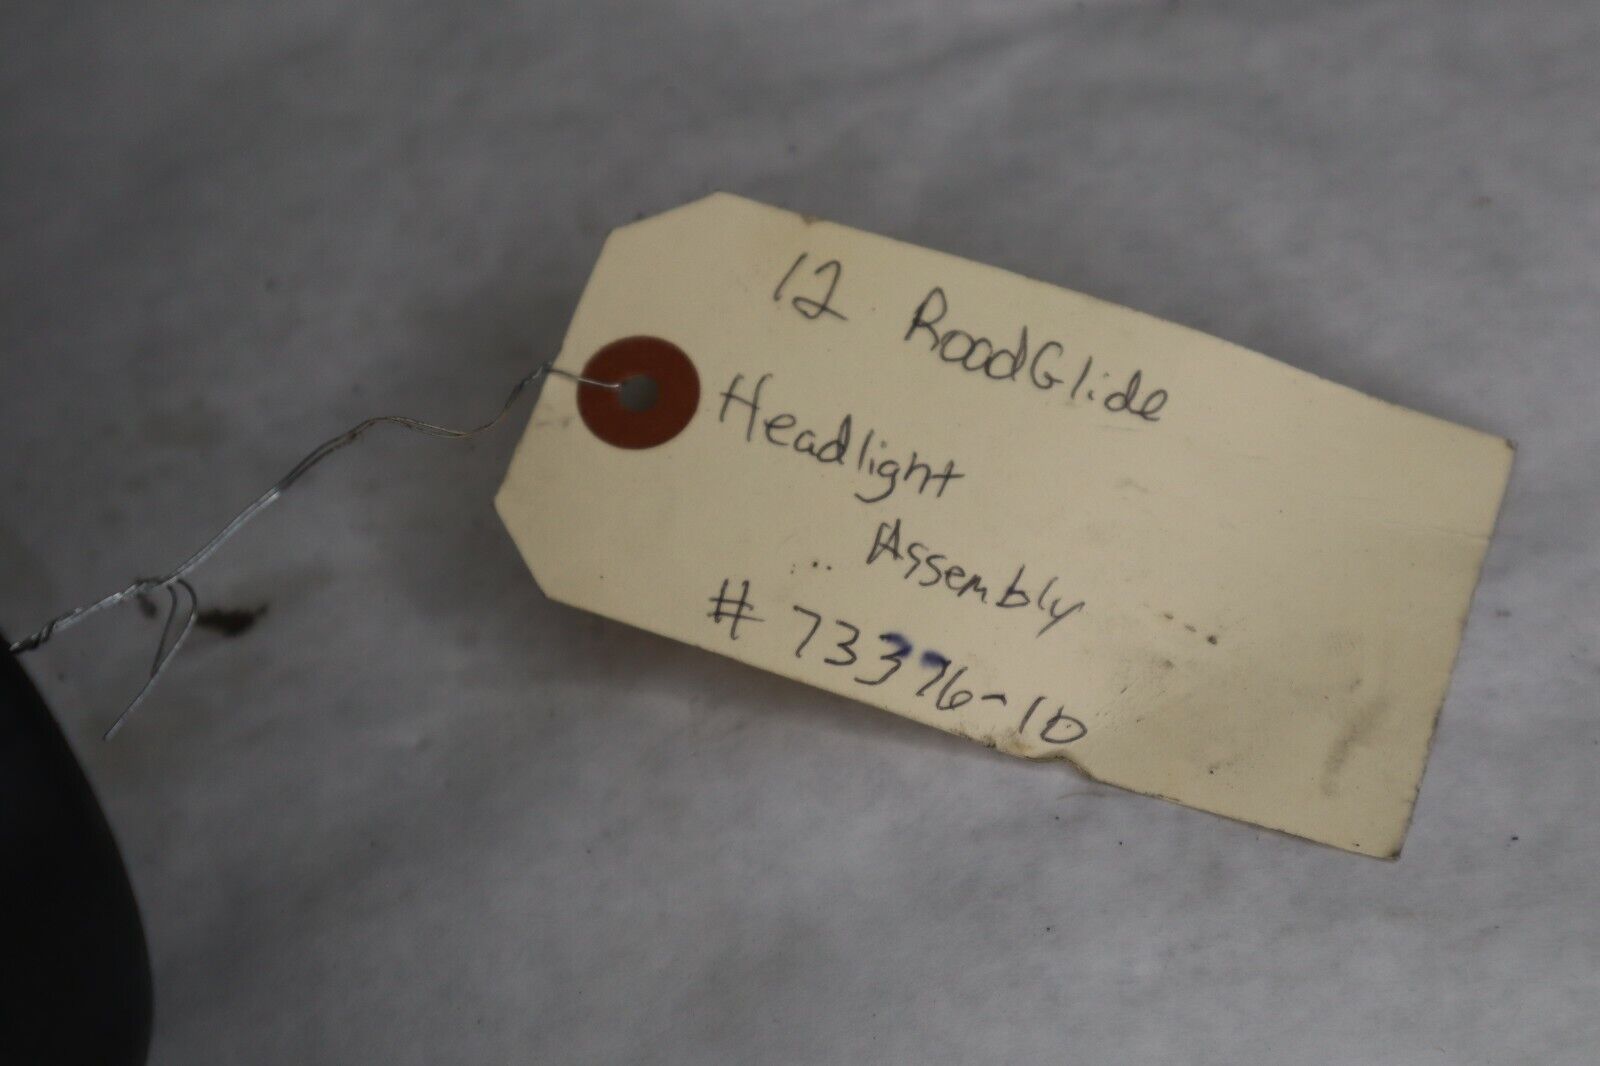 12 RoadGlide
Headlight
Assembly
# 73376-10